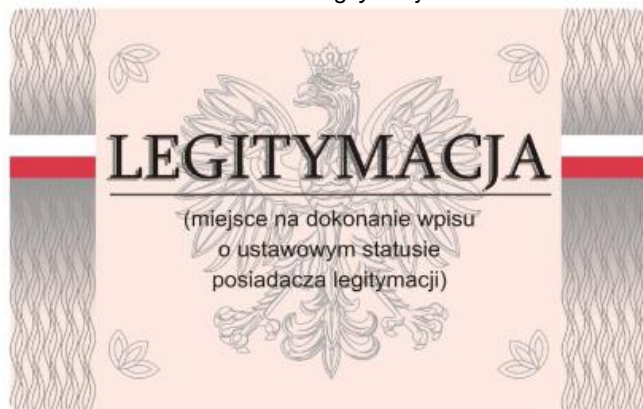 LEGITYMACJA
(miejsce na dokonanie wpisu
o ustawowym statusie
posiadacza legitymacji)